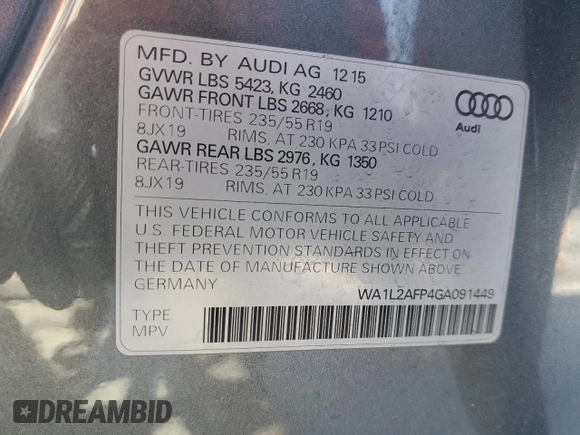 MFD. BY AUDI AG 12 15
GVWR LBS 5423, KG 2460
GAWR FRONT LBS 2668, KG 1210
FRONT-TIRES 235/55 R19
8JX19 RIMS. AT 230 KPA 33 PSI COLD
GAWR REAR LBS 2976, KG 1350
REAR-TIRES 235/55 R19
8JX19 RIMS. AT 230 KPA 33 PSI COLD
Audi
THIS VEHICLE CONFORMS TO ALL APPLICABLE
U.S. FEDERAL MOTOR VEHICLE SAFETY AND
THEFT PREVENTION STANDARDS IN EFFECT ON
THE DATE OF MANUFACTURE SHOWN ABOVE
GERMANY
WA1L2AFP4GA091449
TYPE
MPV
DREAMBID